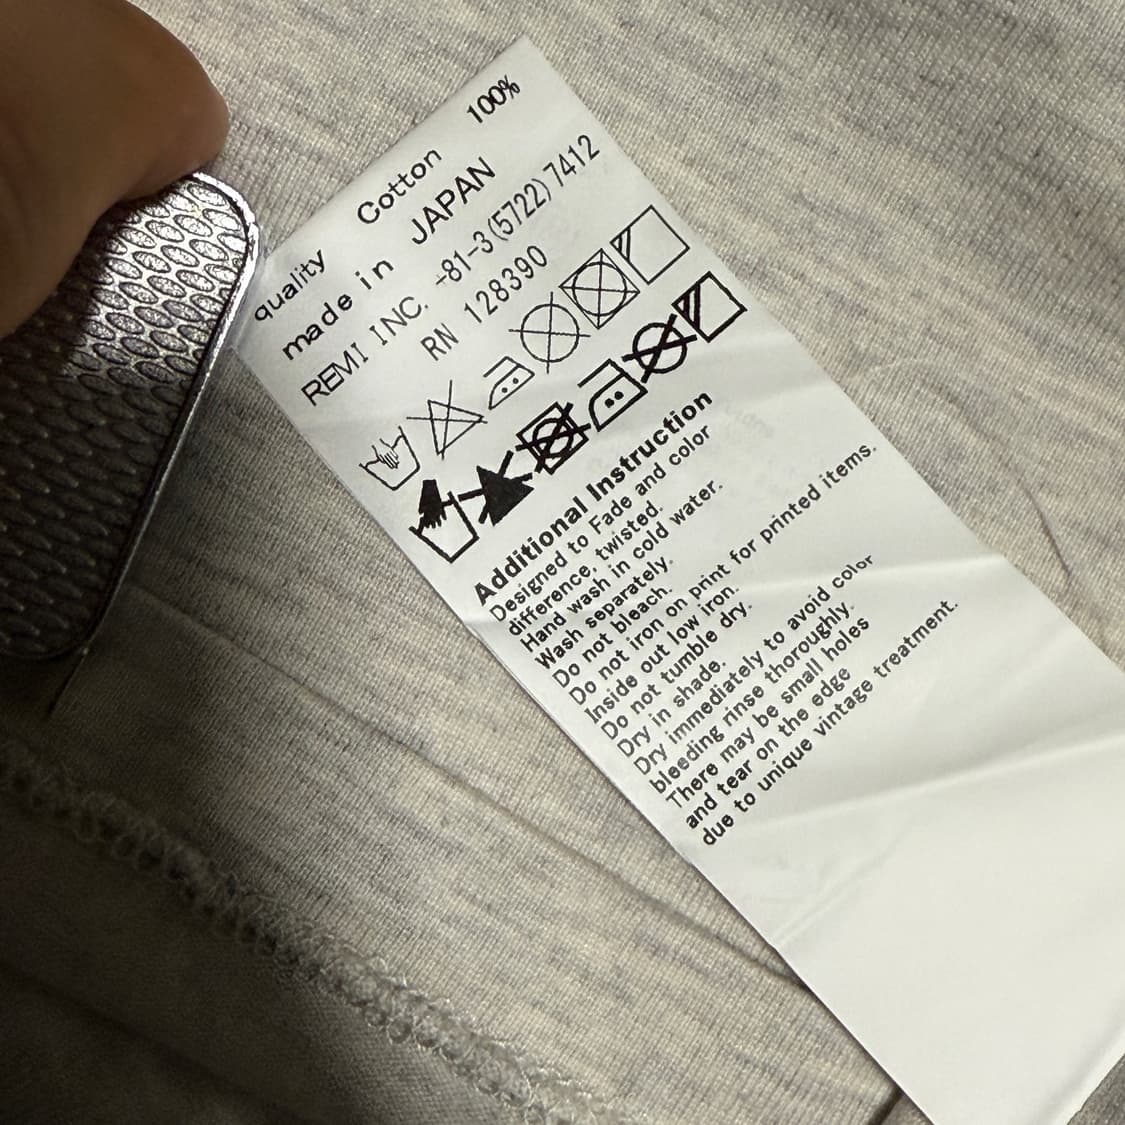 quality Cotton 100%
made in JAPAN
REMI INC. -81-3(5722)7412
RN 128390
Additional Instruction
Designed to Fade and color
difference, twisted.
Hand wash in cold water.
Wash separately.
Do not bleach.
Do not iron on print for printed items.
Inside out low iron.
Do not tumble dry.
Dry in shade.
Dry immediately to avoid color
bleeding rinse thoroughly.
There may be small holes
and tear on the edge
due to unique vintage treatment.